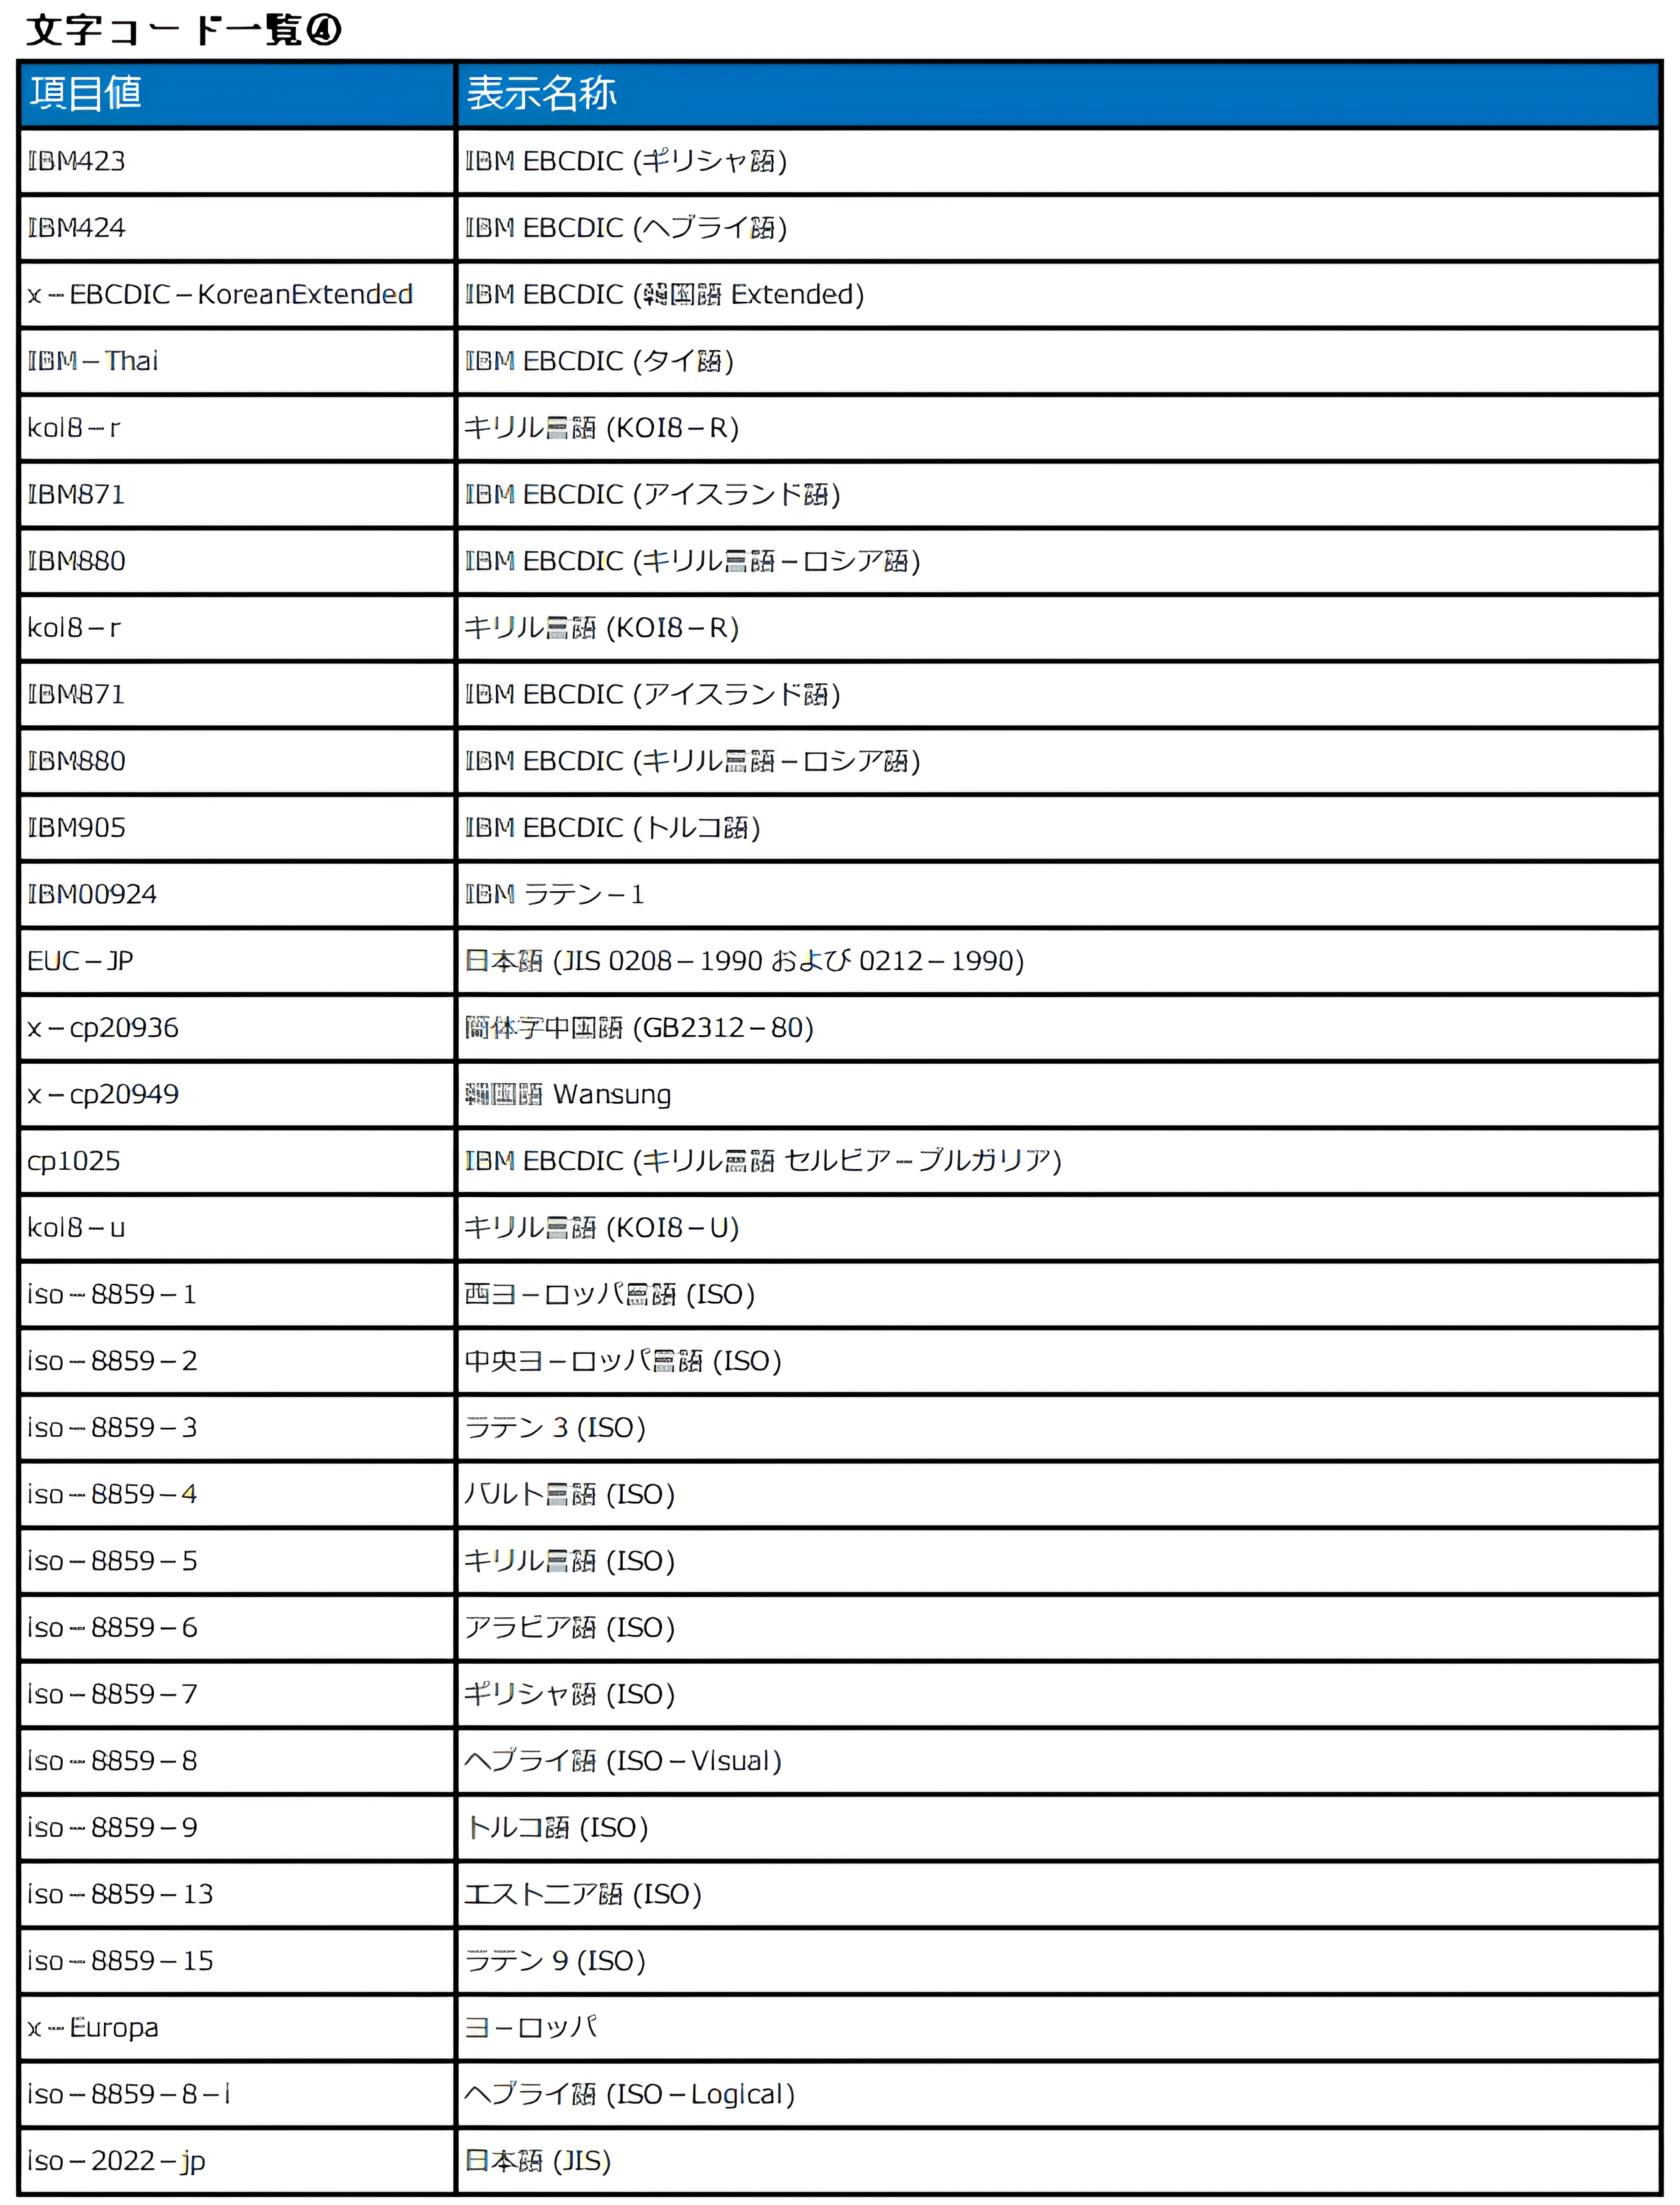 文字コード一覧④
項目値 表示名称
IBM423 IBM EBCDIC (ギリシャ語)
IBM424 IBM EBCDIC (ヘブライ語)
x-EBCDIC-KoreanExtended IBM EBCDIC (韓国語 Extended)
IBM-Thai IBM EBCDIC (タイ語)
koi8-r キリル言語 (KOI8-R)
IBM871 IBM EBCDIC (アイスランド語)
IBM880 IBM EBCDIC (キリル言語-ロシア語)
koi8-r キリル言語 (KOI8-R)
IBM871 IBM EBCDIC (アイスランド語)
IBM880 IBM EBCDIC (キリル言語-ロシア語)
IBM905 IBM EBCDIC (トルコ語)
IBM00924 IBM ラテン-1
EUC-JP 日本語 (JIS 0208-1990 および 0212-1990)
x-cp20936 簡体字中国語 (GB2312-80)
x-cp20949 韓国語 Wansung
cp1025 IBM EBCDIC (キリル言語 セルビア-ブルガリア)
koi8-u キリル言語 (KOI8-U)
iso-8859-1 西ヨーロッパ言語 (ISO)
iso-8859-2 中央ヨーロッパ言語 (ISO)
iso-8859-3 ラテン 3 (ISO)
iso-8859-4 バルト言語 (ISO)
iso-8859-5 キリル言語 (ISO)
iso-8859-6 アラビア語 (ISO)
iso-8859-7 ギリシャ語 (ISO)
iso-8859-8 ヘブライ語 (ISO-Visual)
iso-8859-9 トルコ語 (ISO)
iso-8859-13 エストニア語 (ISO)
iso-8859-15 ラテン 9 (ISO)
x-Europa ヨーロッパ
iso-8859-8-i ヘブライ語 (ISO-Logical)
iso-2022-jp 日本語 (JIS)